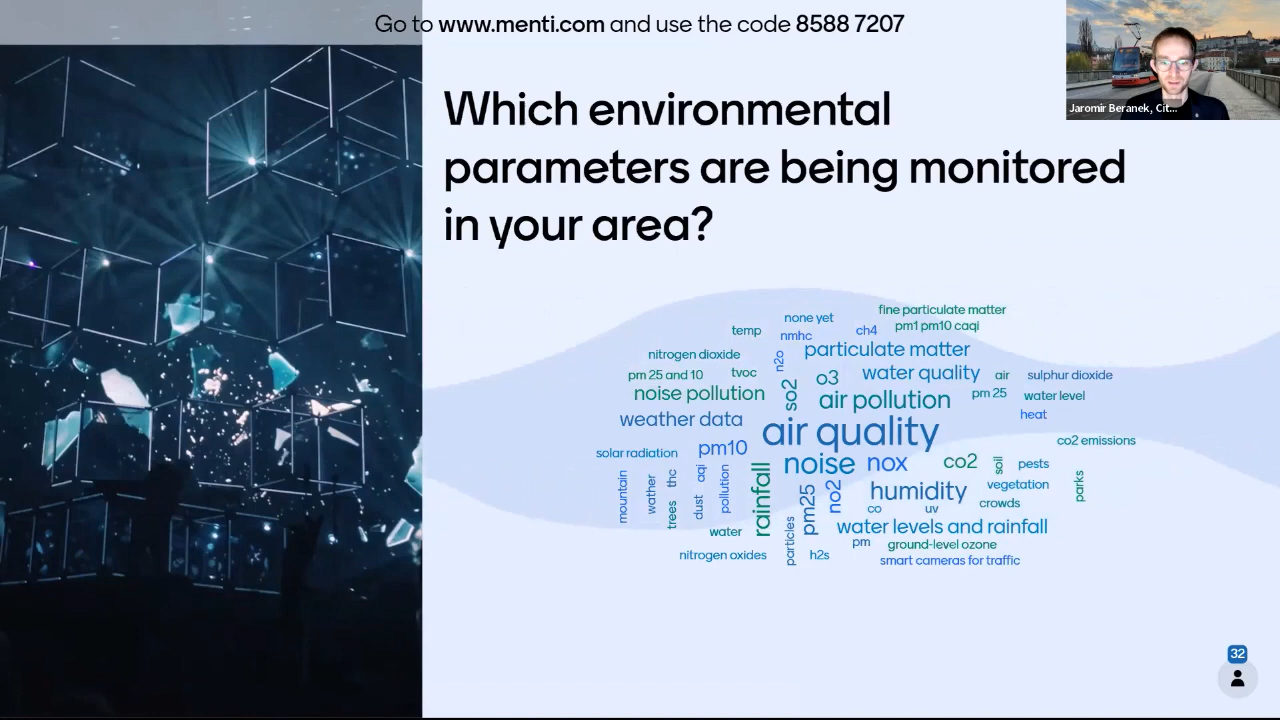 Go to www.menti.com and use the code 8588 7207
Jaromir Beranek, Cit...
Which environmental
parameters are being monitored
in your area?
none yet
fine particulate matter
temp
nmhc
ch4
pm1 pm10 caqi
nitrogen dioxide
n2o
particulate matter
pm 25 and 10
tvoc
o3
water quality
air
sulphur dioxide
noise pollution
so2
air pollution
pm 25
water level
weather data
air quality
heat
solar radiation
pm10
co2 emissions
noise
nox
co2
soil
pests
mountain
wather
thc
trees
aqi
dust
pollution
rainfall
pm25
no2
humidity
vegetation
parks
co
uv
crowds
water
particles
water levels and rainfall
pm
ground-level ozone
nitrogen oxides
h2s
smart cameras for traffic
32